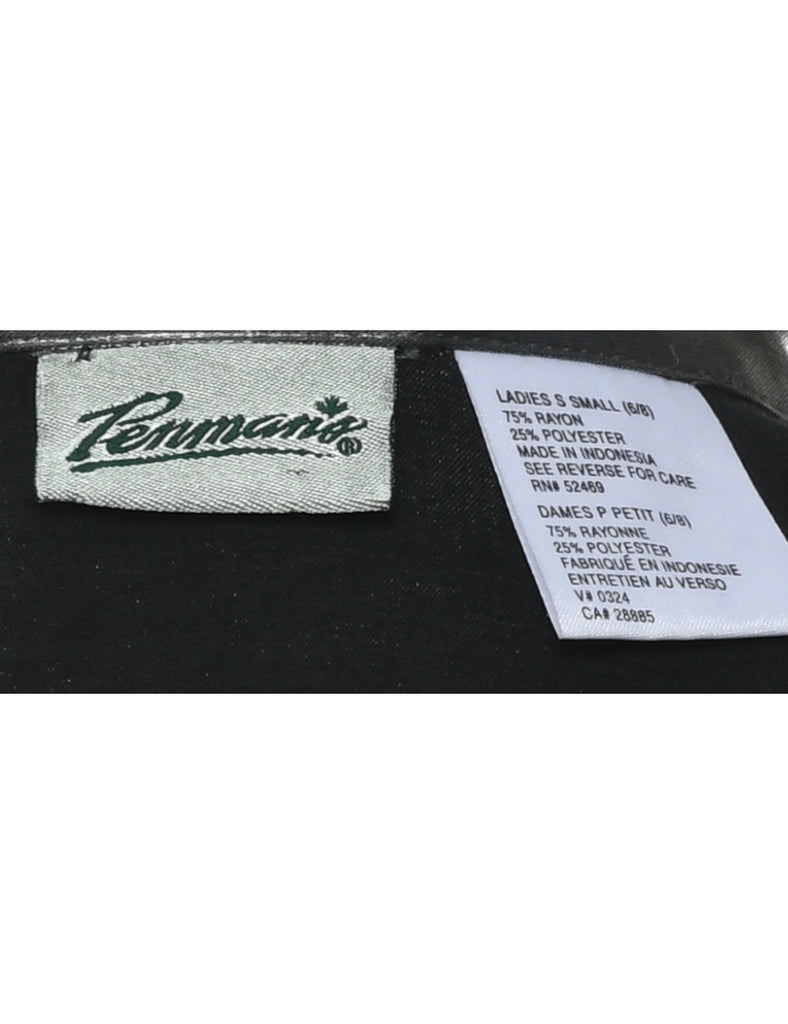 Penmans®
LADIES S SMALL (6/8)
75% RAYON
25% POLYESTER
MADE IN INDONESIA
SEE REVERSE FOR CARE
RN# 52469
DAMES P PETIT (6/8)
75% RAYONNE
25% POLYESTER
FABRIQUÉ EN INDONESIE
ENTRETIEN AU VERSO
V# 0324
CA# 28885